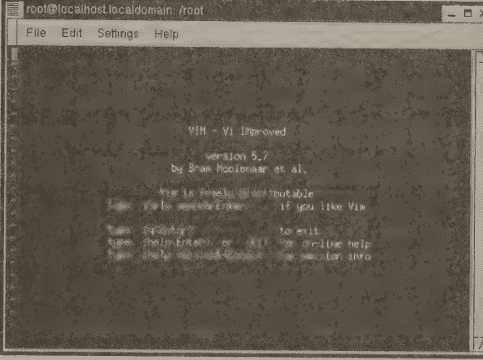 root@localhost.localdomain: /root
File Edit Settings Help
VIM - Vi IMproved
version 5.7
by Bram Moolenaar et al.
Vim is freely distributable
type if you like Vim
type to exit
type or for on-line help
type for version info